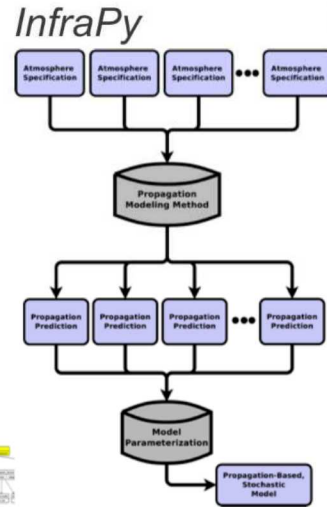 InfraPy
Atmosphere
Specification
Atmosphere
Specification
Atmosphere
Specification
Atmosphere
Specification
Propagation
Modeling Method
Propagation
Prediction
Propagation
Prediction
Propagation
Prediction
Propagation
Prediction
Model
Parameterization
Propagation-Based,
Stochastic
Model